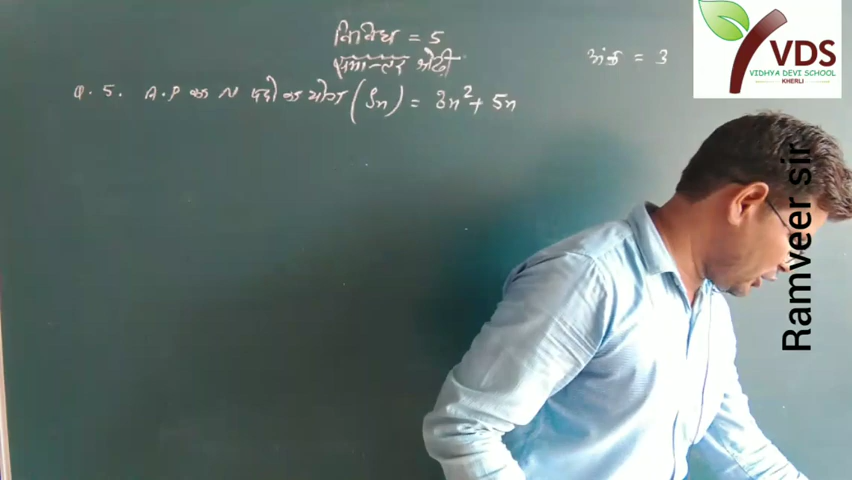 विविध = 5
समान्तर श्रेढ़ी
अंक = 3
Q. 5. A.P का N पदों का योग (Sn) = 3n²+ 5n
VDS
VIDHYA DEVI SCHOOL
KHERLI
Ramveer sir